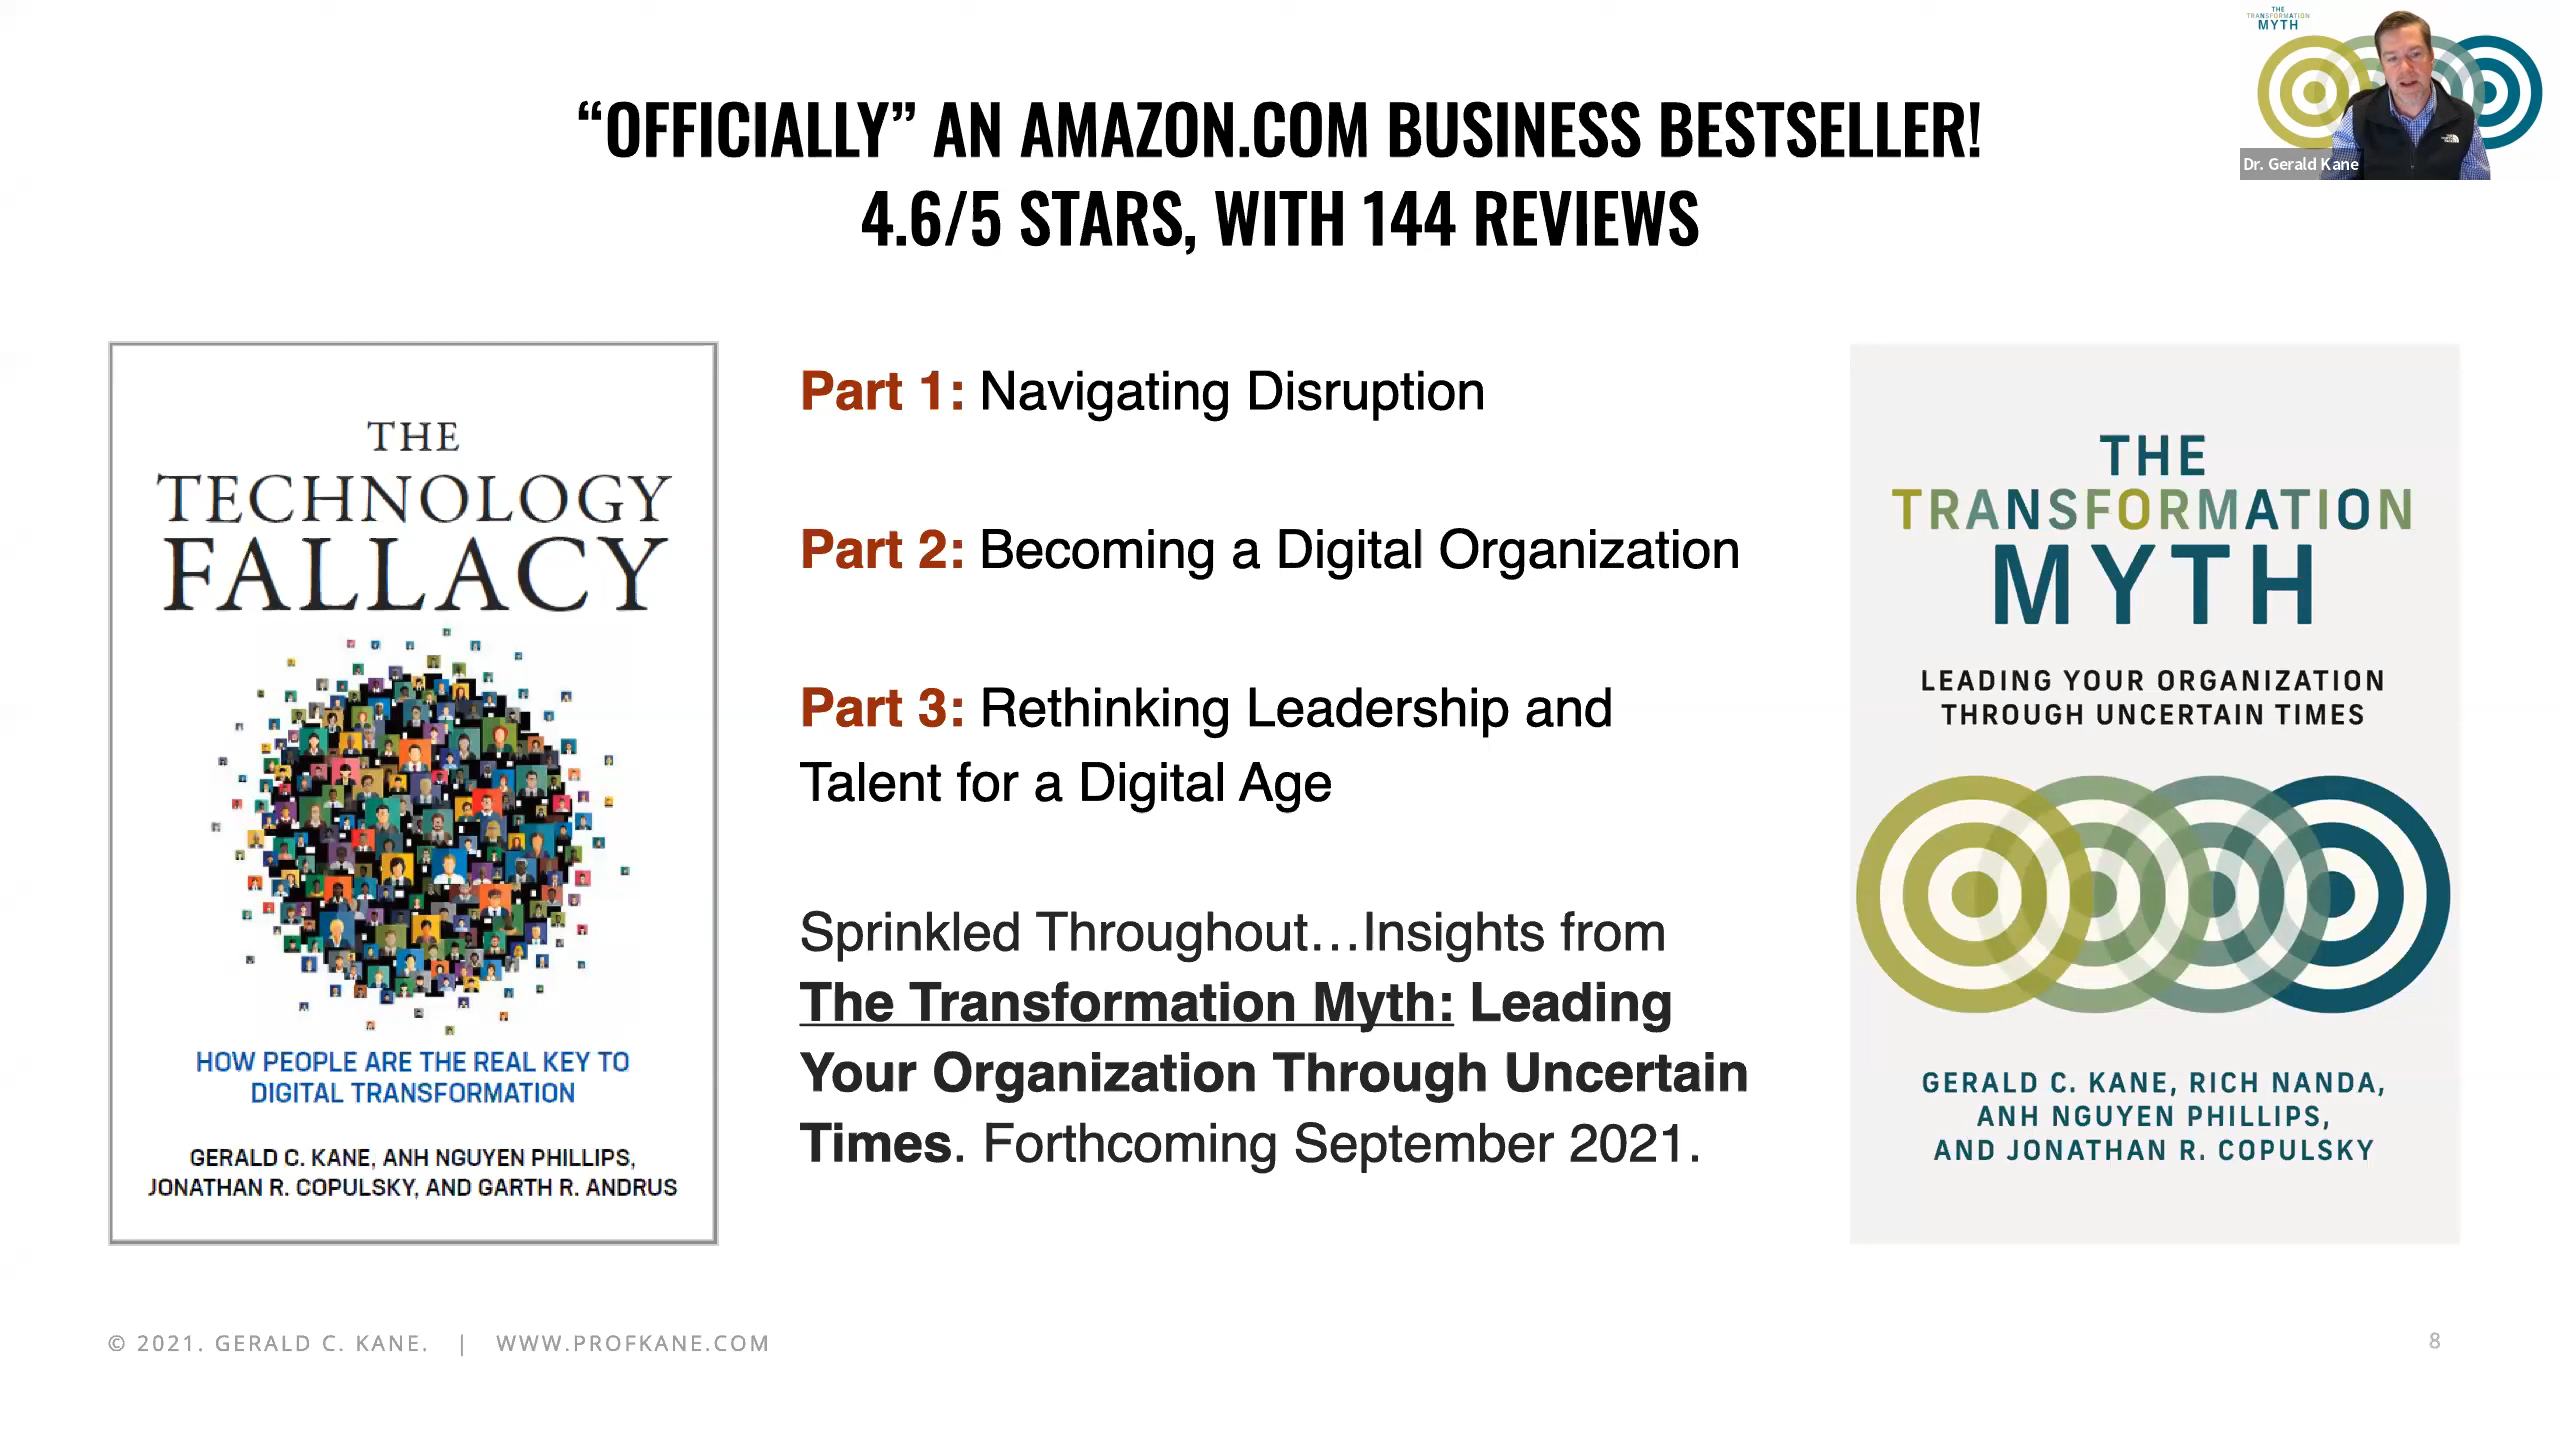 “OFFICIALLY” AN AMAZON.COM BUSINESS BESTSELLER!
4.6/5 STARS, WITH 144 REVIEWS
THE
TRANSFORMATION
MYTH
Dr. Gerald Kane
THE
TECHNOLOGY
FALLACY
HOW PEOPLE ARE THE REAL KEY TO
DIGITAL TRANSFORMATION
GERALD C. KANE, ANH NGUYEN PHILLIPS,
JONATHAN R. COPULSKY, AND GARTH R. ANDRUS
Part 1: Navigating Disruption
Part 2: Becoming a Digital Organization
Part 3: Rethinking Leadership and
Talent for a Digital Age
Sprinkled Throughout…Insights from
The Transformation Myth: Leading
Your Organization Through Uncertain
Times. Forthcoming September 2021.
THE
TRANSFORMATION
MYTH
LEADING YOUR ORGANIZATION
THROUGH UNCERTAIN TIMES
GERALD C. KANE, RICH NANDA,
ANH NGUYEN PHILLIPS,
AND JONATHAN R. COPULSKY
© 2021. GERALD C. KANE. | WWW.PROFKANE.COM
8